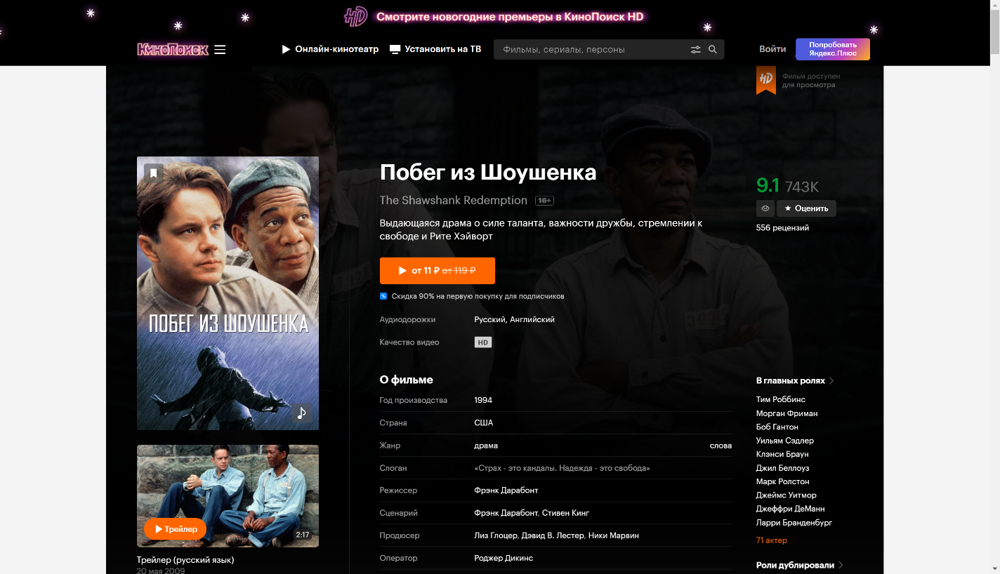 Смотрите новогодние премьеры в КиноПоиск HD
КиноПоиск
Онлайн-кинотеатр
Установить на ТВ
Фильмы, сериалы, персоны
Войти
Попробовать
Яндекс.Плюс
HD
Фильм доступен
для просмотра
ПОБЕГ ИЗ ШОУШЕНКА
Трейлер
2:17
Трейлер (русский язык)
20 мая 2009
Побег из Шоушенка
The Shawshank Redemption 16+
Выдающаяся драма о силе таланта, важности дружбы, стремлении к
свободе и Рите Хэйворт
от 11 ₽ от 119 ₽
Скидка 90% на первую покупку для подписчиков
Аудиодорожки Русский, Английский
Качество видео HD
О фильме
Год производства 1994
Страна США
Жанр драма слова
Слоган «Страх - это кандалы. Надежда - это свобода»
Режиссер Фрэнк Дарабонт
Сценарий Фрэнк Дарабонт, Стивен Кинг
Продюсер Лиз Глоцер, Дэвид В. Лестер, Ники Марвин
Оператор Роджер Дикинс
9.1 743K
Оценить
556 рецензий
В главных ролях
Тим Роббинс
Морган Фриман
Боб Гантон
Уильям Сэдлер
Клэнси Браун
Джил Беллоуз
Марк Ролстон
Джеймс Уитмор
Джеффри ДеМанн
Ларри Бранденбург
71 актер
Роли дублировали